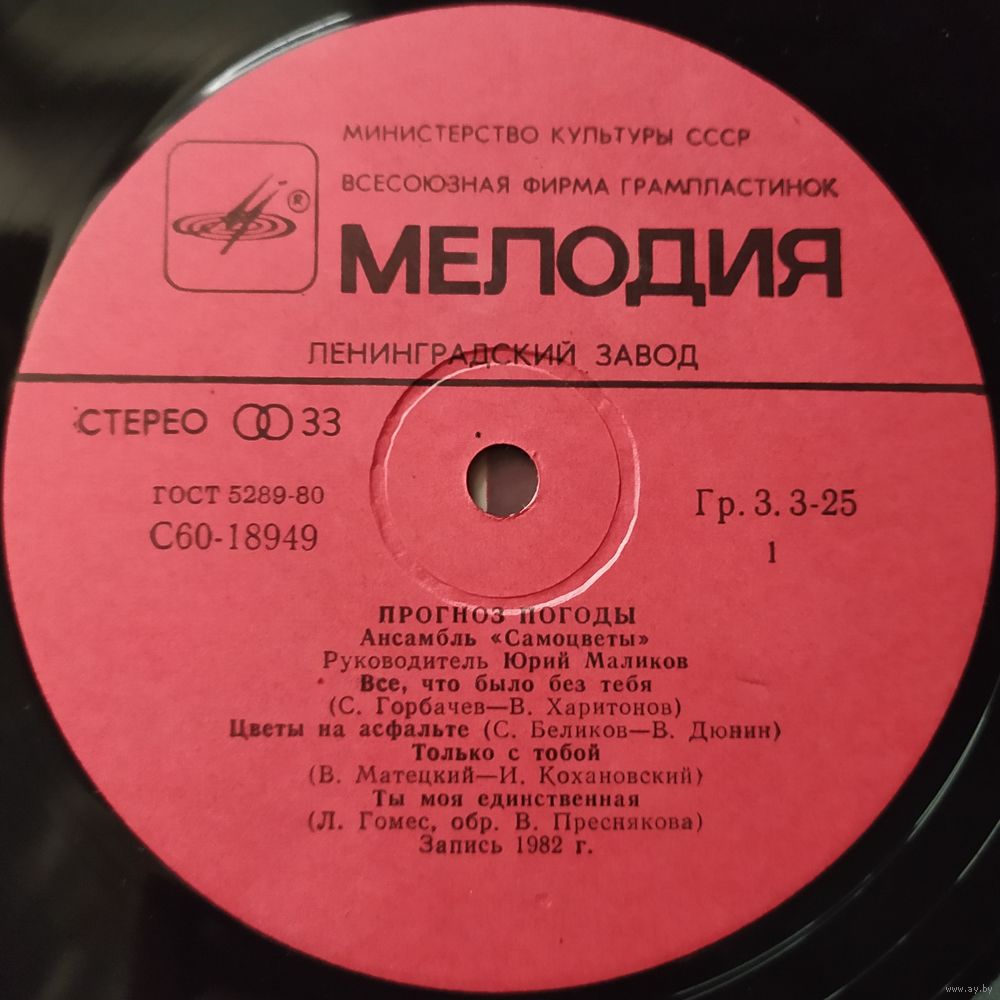 МИНИСТЕРСТВО КУЛЬТУРЫ СССР
ВСЕСОЮЗНАЯ ФИРМА ГРАМПЛАСТИНОК
®
МЕЛОДИЯ
ЛЕНИНГРАДСКИЙ ЗАВОД
СТЕРЕО 33
ГОСТ 5289-80
С60-18949
Гр. 3. 3-25
1
ПРОГНОЗ ПОГОДЫ
Ансамбль «Самоцветы»
Руководитель Юрий Маликов
Все, что было без тебя
(С. Горбачев—В. Харитонов)
Цветы на асфальте (С. Беликов—В. Дюнин)
Только с тобой
(В. Матецкий—И. Кохановский)
Ты моя единственная
(Л. Гомес, обр. В. Преснякова)
Запись 1982 г.
www.ay.by